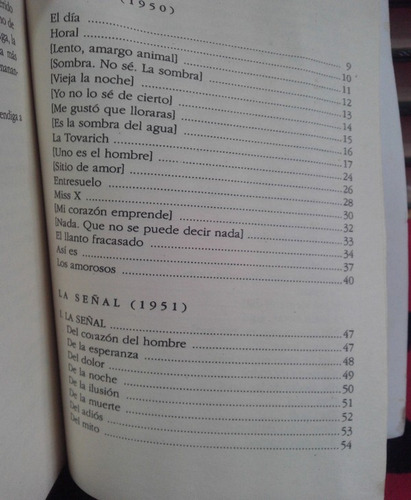 (1950)
El día ........ 9
Horal ........ 10
[Lento, amargo animal] ........ 11
[Sombra. No sé. La sombra] ........ 12
[Vieja la noche] ........ 13
[Yo no lo sé de cierto] ........ 14
[Me gustó que lloraras] ........ 15
[Es la sombra del agua] ........ 16
La Tovarich ........ 17
[Uno es el hombre] ........ 24
[Sitio de amor] ........ 26
Entresuelo ........ 28
Miss X ........ 30
[Mi corazón emprende] ........ 32
[Nada. Que no se puede decir nada] ........ 33
El llanto fracasado ........ 34
Así es ........ 37
Los amorosos ........ 40
LA SEÑAL (1951)
I. LA SEÑAL ........ 47
Del corazón del hombre ........ 47
De la esperanza ........ 48
Del dolor ........ 49
De la noche ........ 50
De la ilusión ........ 51
De la muerte ........ 52
Del adiós ........ 53
Del mito ........ 54